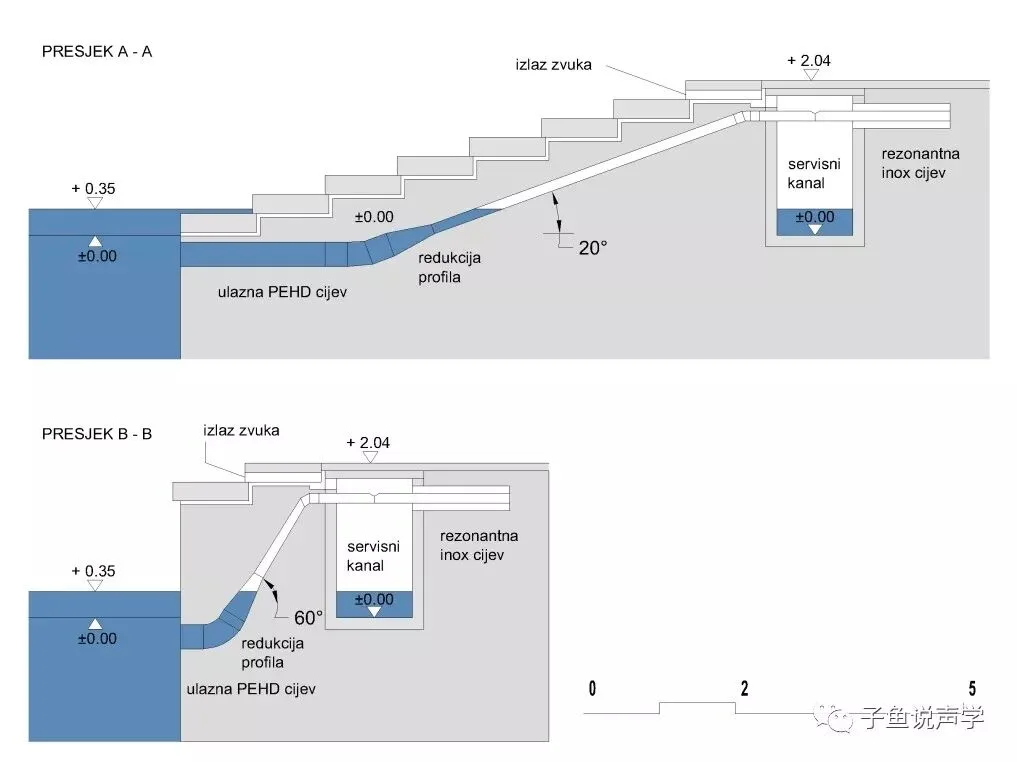 PRESJEK A - A
izlaz zvuka
+ 2.04
+ 0.35
±0.00
±0.00
servisni
kanal
rezonantna
inox cijev
±0.00
20°
redukcija
profila
ulazna PEHD cijev
PRESJEK B - B
izlaz zvuka
+ 2.04
+ 0.35
±0.00
servisni
kanal
rezonantna
inox cijev
±0.00
60°
redukcija
profila
ulazna PEHD cijev
0 2 5
子鱼说声学